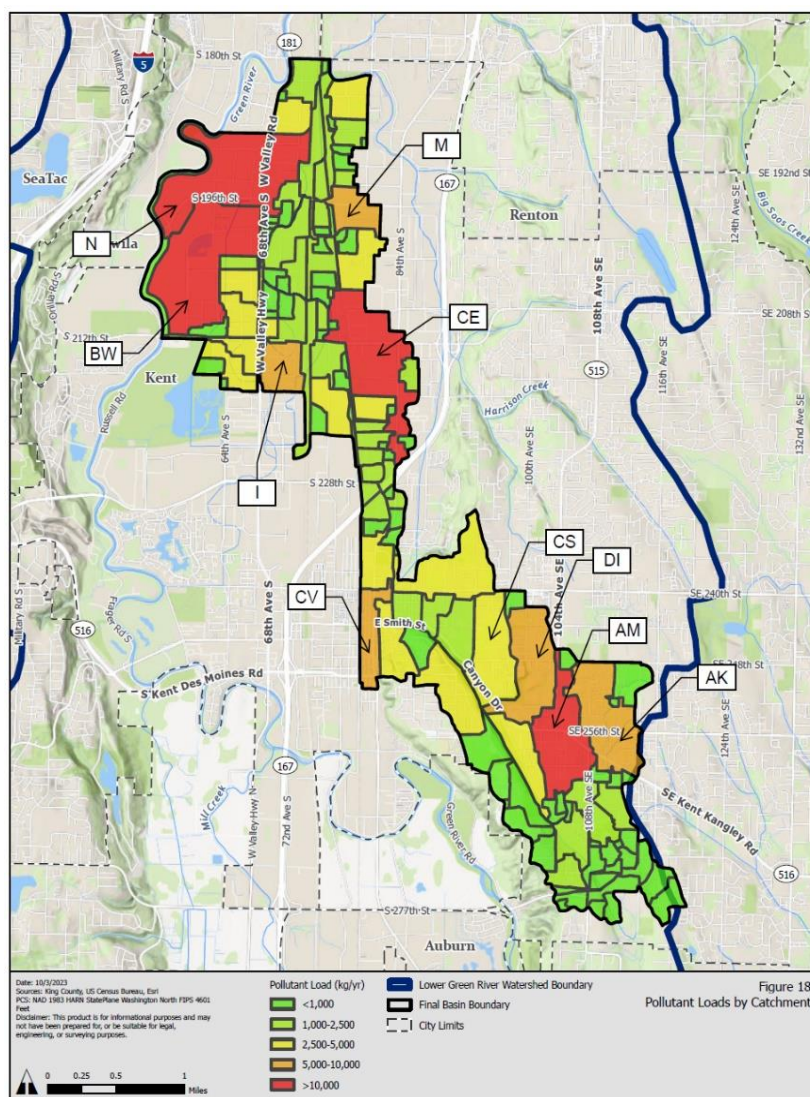 S 180th St
181
Military Rd S
5
Green River
W Valley Rd
M
SE 192nd St
SeaTac
167
124th Ave SE
S 196th St
68th Ave S
Renton
Big Soos Creek
N
wila
84th Ave S
Orillia Rd S
108th Ave SE
CE
SE 208th St
S 212th St
W Valley Hwy
BW
Kent
515
116th Ave SE
Russell Rd
Harrison Creek
132nd Ave SE
64th Ave S
100th Ave SE
I
S 228th St
CS
DI
Military Rd S
68th Ave S
CV
104th Ave SE
SE 240th St
516
Frager Rd S
E Smith St
AM
S Kent Des Moines Rd
Canyon Dr
AK
SE 256th St
124th Ave SE
167
Mill Creek
W Valley Hwy N
72nd Ave S
Green River Rd
108th Ave SE
SE Kent Kangley Rd
516
S 277th St
Auburn
Date: 10/3/2023
Sources: King County, US Census Bureau, Esri
PCS: NAD 1983 HARN StatePlane Washington North FIPS 4601
Feet
Disclaimer: This product is for informational purposes and may
not have been prepared for, or be suitable for legal,
engineering, or surveying purposes.
0 0.25 0.5 1
Miles
Pollutant Load (kg/yr)
<1,000
1,000-2,500
2,500-5,000
5,000-10,000
>10,000
Lower Green River Watershed Boundary
Final Basin Boundary
City Limits
Figure 18
Pollutant Loads by Catchment